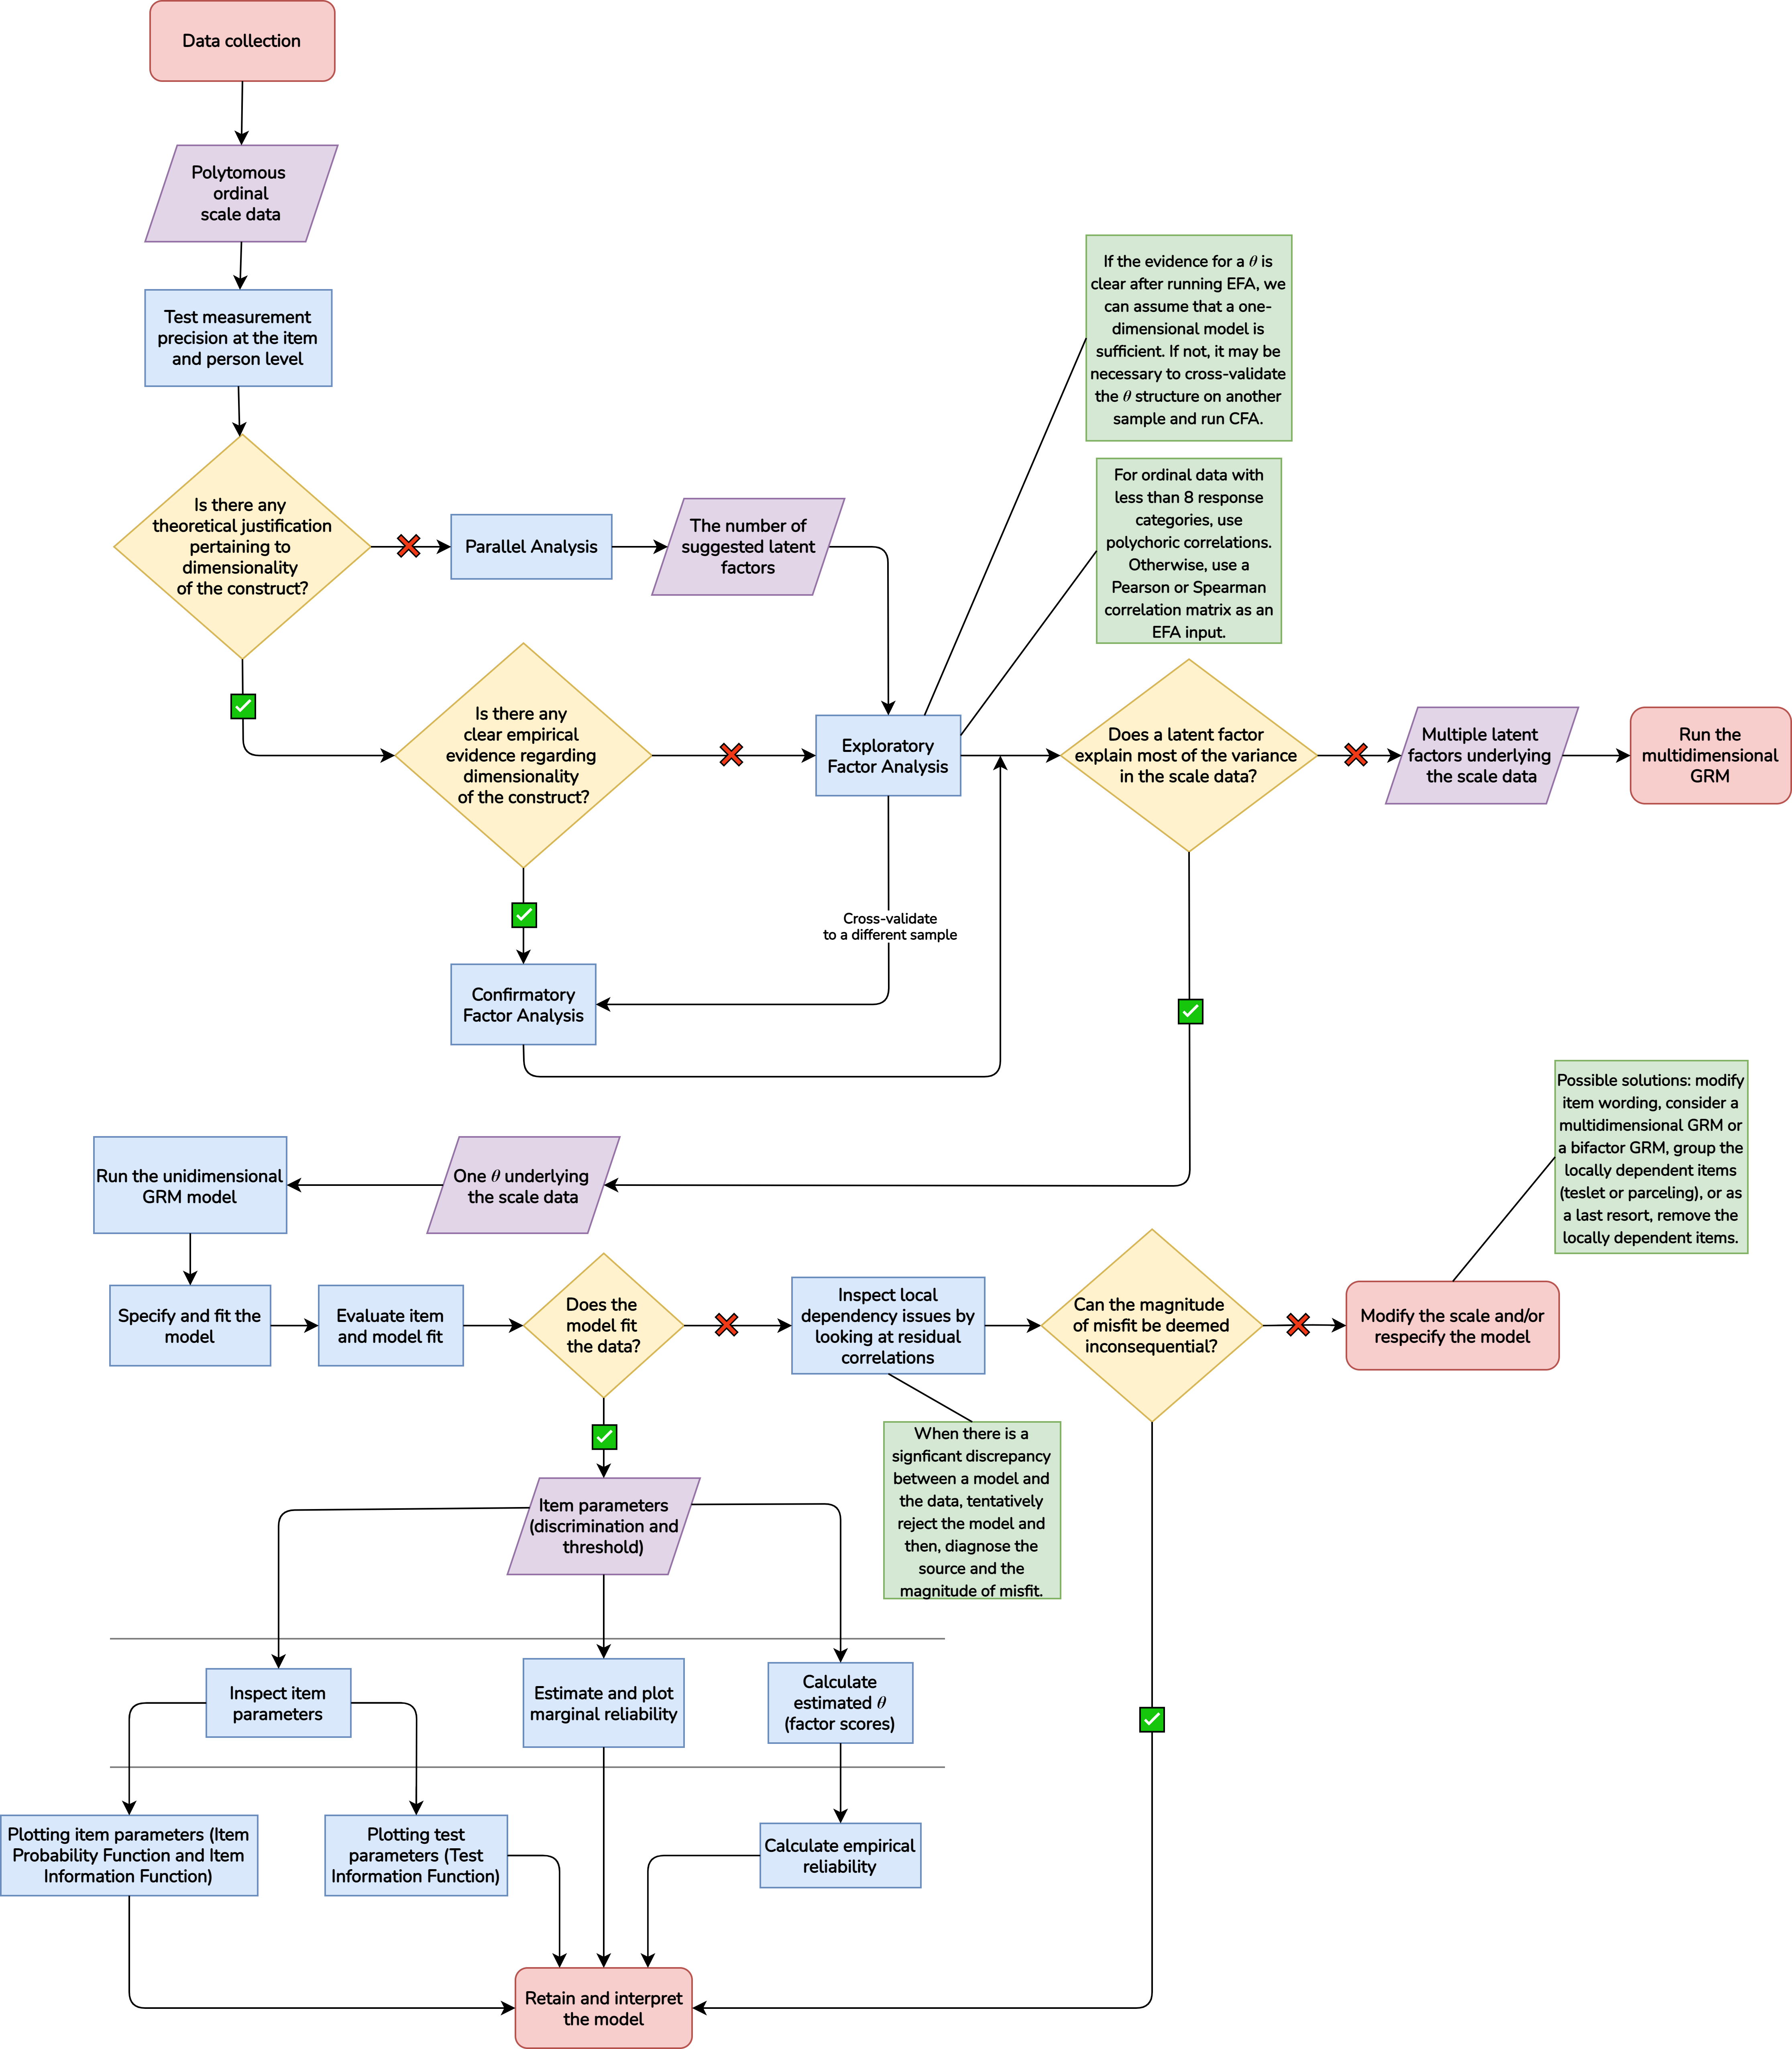 Data collection
Polytomous
ordinal
scale data
Test measurement
precision at the item
and person level
If the evidence for a θ is
clear after running EFA, we
can assume that a one-
dimensional model is
sufficient. If not, it may be
necessary to cross-validate
the θ structure on another
sample and run CFA.
For ordinal data with
less than 8 response
categories, use
polychoric correlations.
Otherwise, use a
Pearson or Spearman
correlation matrix as an
EFA input.
Is there any
theoretical justification
pertaining to
dimensionality
of the construct?
Parallel Analysis
The number of
suggested latent
factors
Is there any
clear empirical
evidence regarding
dimensionality
of the construct?
Exploratory
Factor Analysis
Does a latent factor
explain most of the variance
in the scale data?
Multiple latent
factors underlying
the scale data
Run the
multidimensional
GRM
Cross-validate
to a different sample
Confirmatory
Factor Analysis
Possible solutions: modify
item wording, consider a
multidimensional GRM or
a bifactor GRM, group the
locally dependent items
(teslet or parceling), or as
a last resort, remove the
locally dependent items.
Run the unidimensional
GRM model
One θ underlying
the scale data
Specify and fit the
model
Evaluate item
and model fit
Does the
model fit
the data?
Inspect local
dependency issues by
looking at residual
correlations
Can the magnitude
of misfit be deemed
inconsequential?
Modify the scale and/or
respecify the model
When there is a
signficant discrepancy
between a model and
the data, tentatively
reject the model and
then, diagnose the
source and the
magnitude of misfit.
Item parameters
(discrimination and
threshold)
Inspect item
parameters
Estimate and plot
marginal reliability
Calculate
estimated θ
(factor scores)
Plotting item parameters (Item
Probability Function and Item
Information Function)
Plotting test
parameters (Test
Information Function)
Calculate empirical
reliability
Retain and interpret
the model